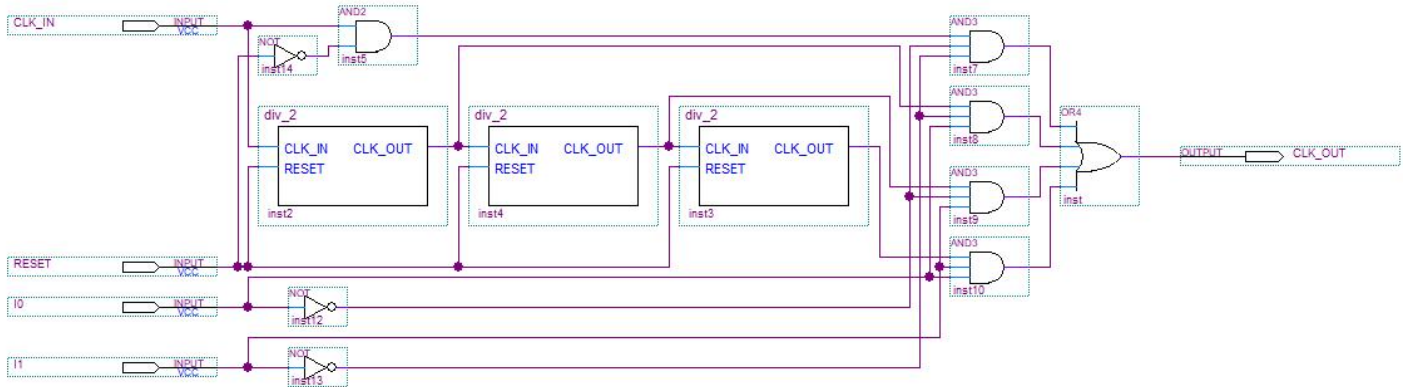 CLK_IN
INPUT
VCC
AND2
NOT
inst14
inst5
AND3
inst7
div_2
CLK_IN CLK_OUT
RESET
inst2
div_2
CLK_IN CLK_OUT
RESET
inst4
div_2
CLK_IN CLK_OUT
RESET
inst3
AND3
inst8
OR4
inst
OUTPUT
CLK_OUT
AND3
inst9
AND3
inst10
RESET
INPUT
VCC
I0
INPUT
VCC
NOT
inst12
I1
INPUT
VCC
NOT
inst13